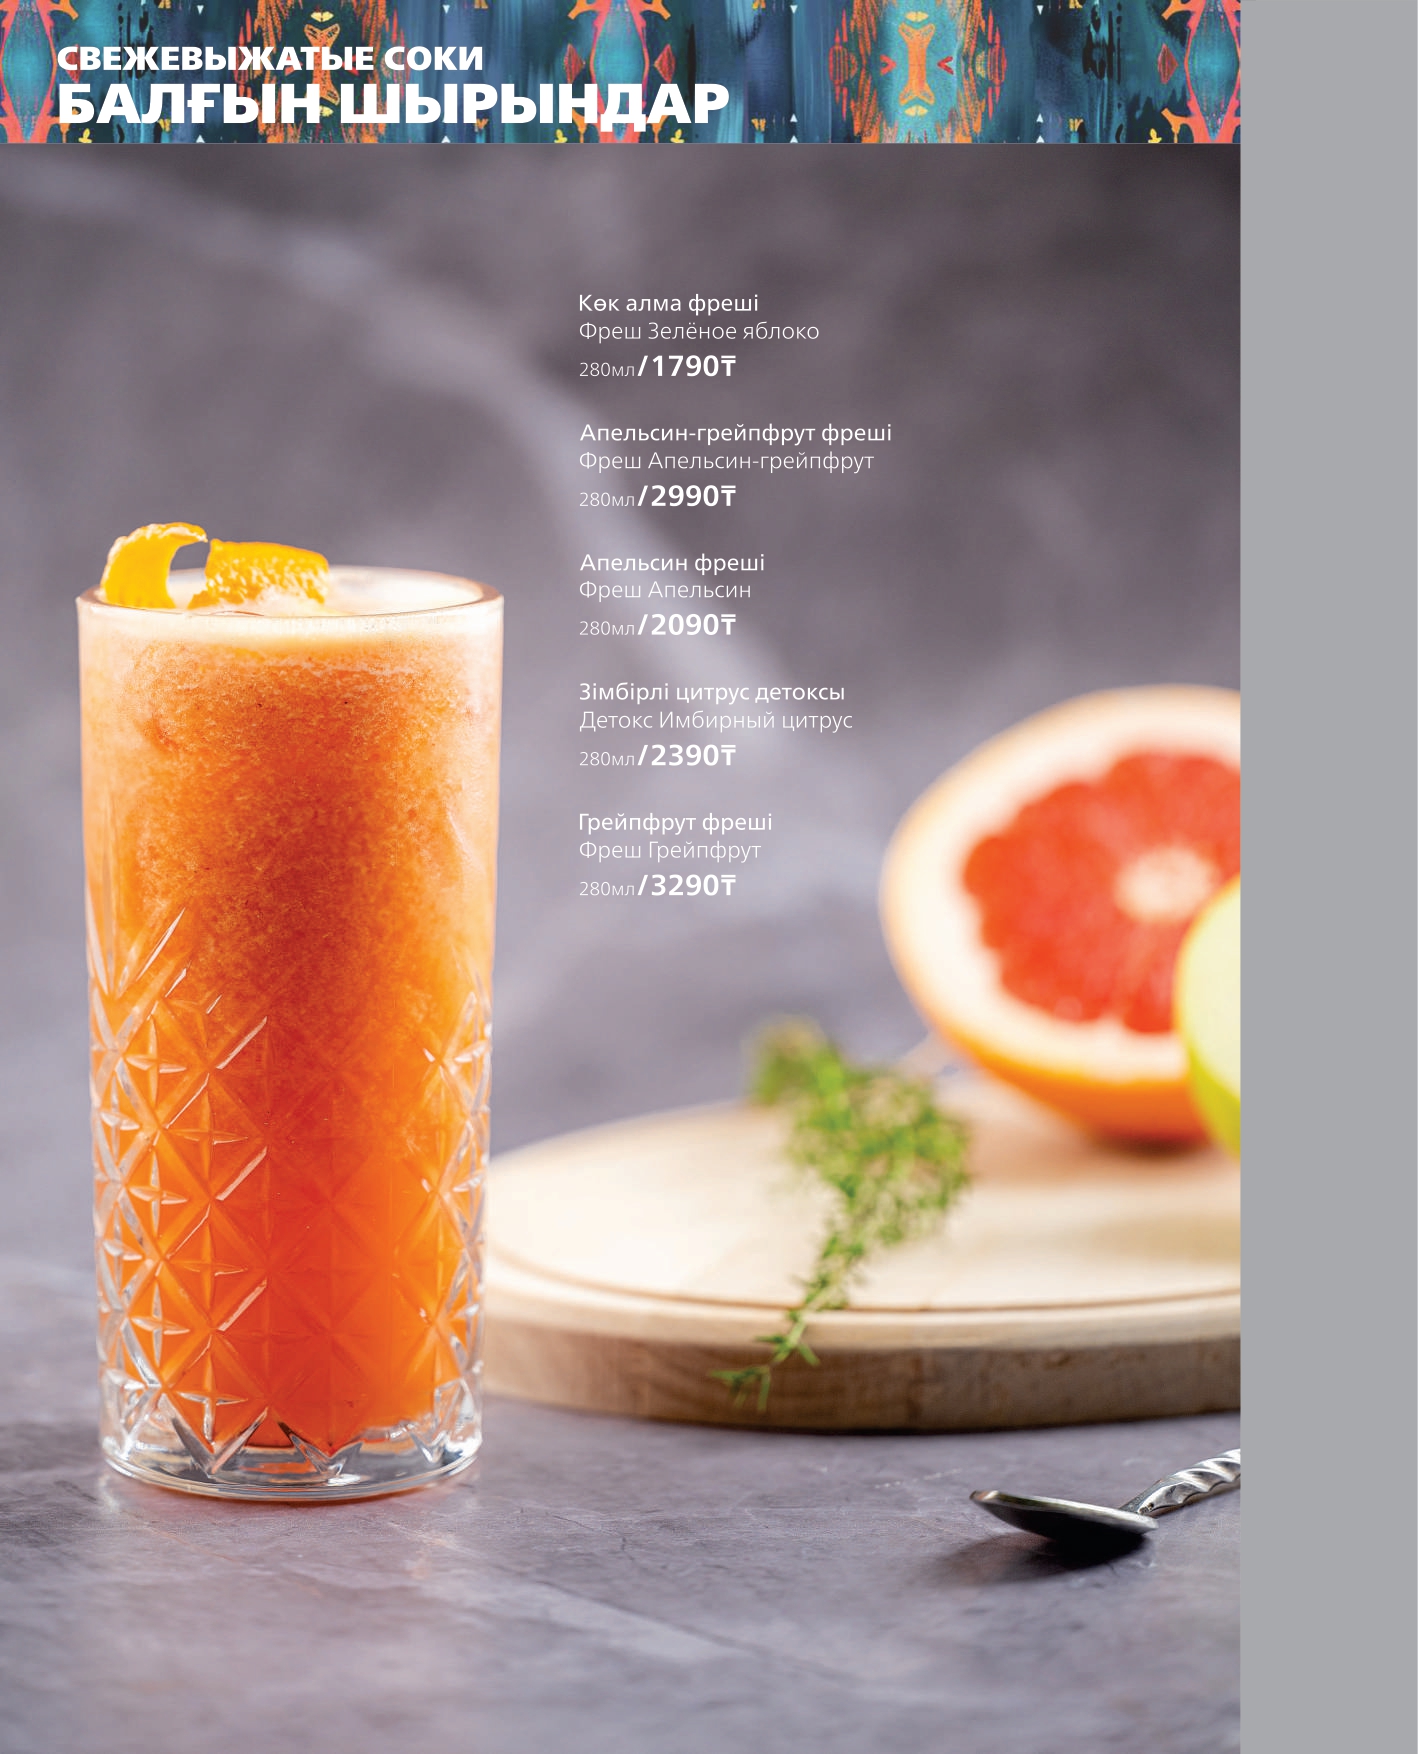 СВЕЖЕВЫЖАТЫЕ СОКИ
БАЛҒЫН ШЫРЫНДАР
Көк алма фреші
Фреш Зелёное яблоко
280мл/1790₸
Апельсин-грейпфрут фреші
Фреш Апельсин-грейпфрут
280мл/2990₸
Апельсин фреші
Фреш Апельсин
280мл/2090₸
Зімбірлі цитрус детоксы
Детокс Имбирный цитрус
280мл/2390₸
Грейпфрут фреші
Фреш Грейпфрут
280мл/3290₸